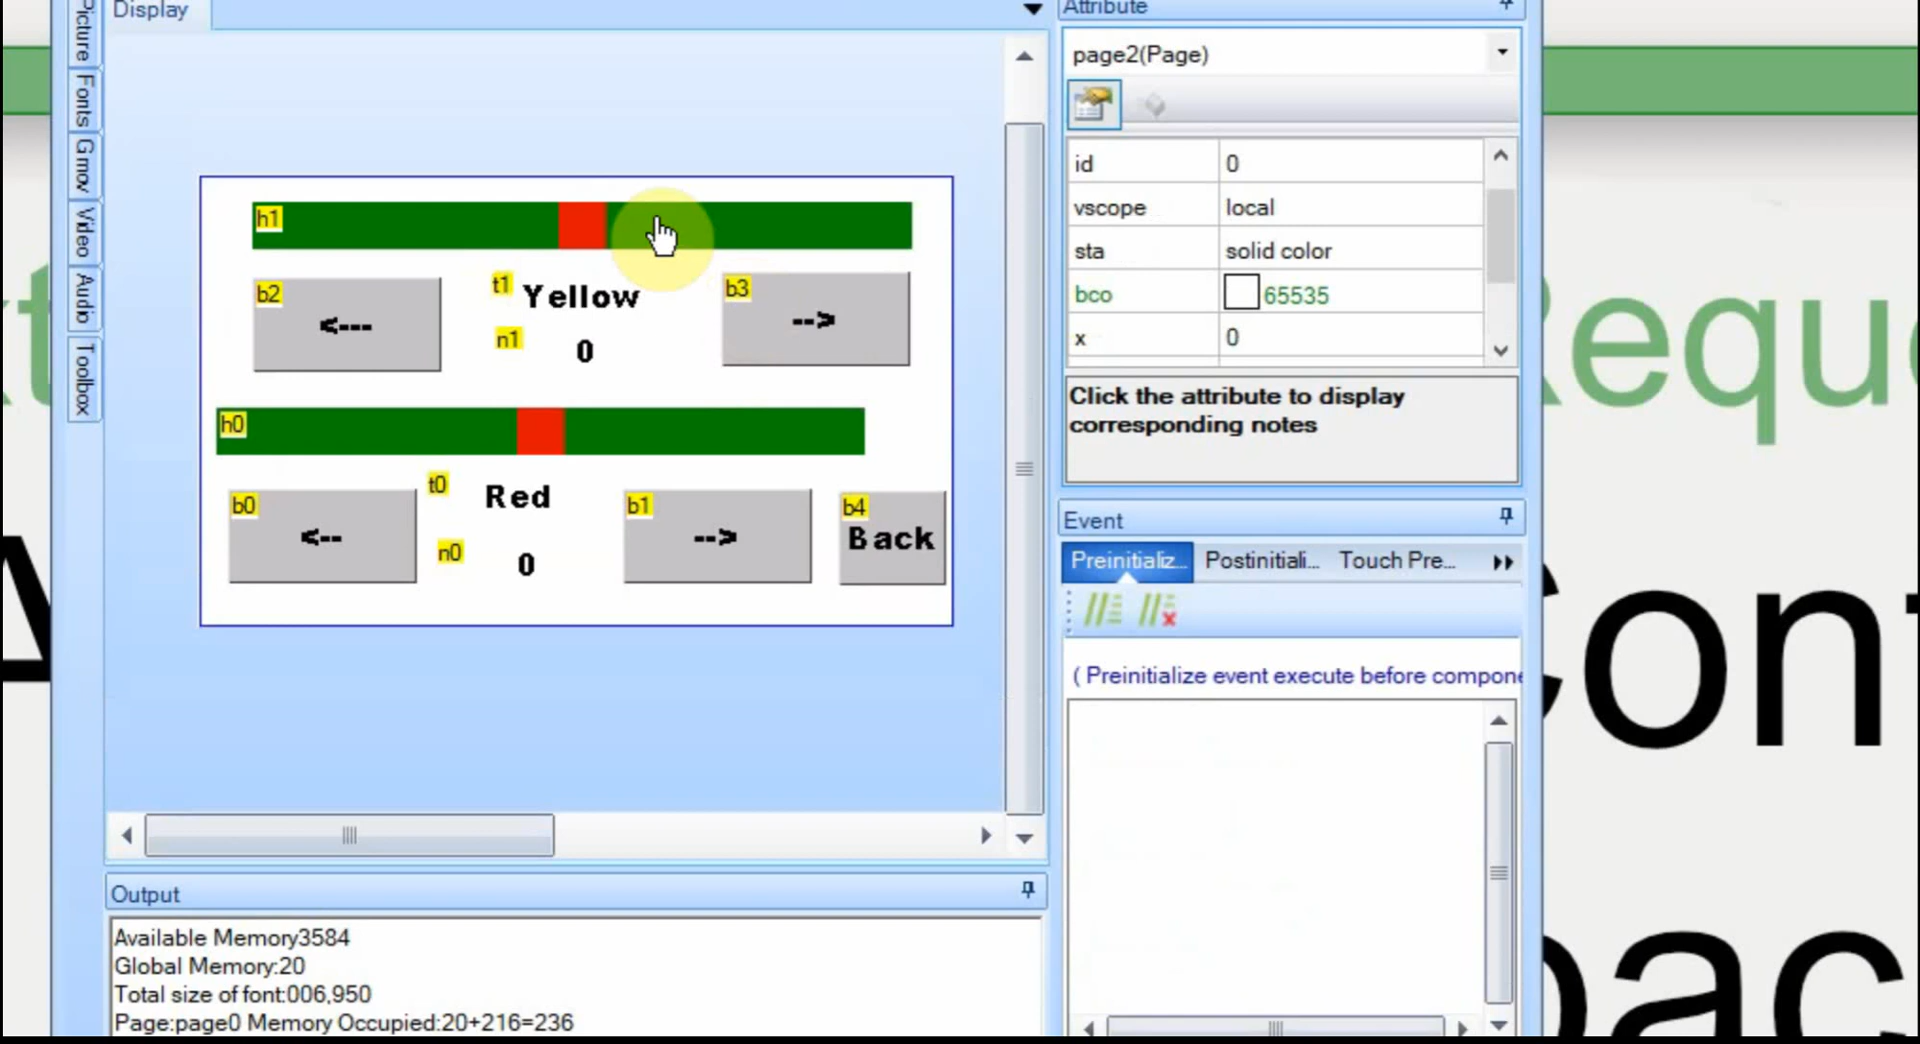 Display
Picture
Fonts
Gmov
Video
Audio
Toolbox
h1
b2
<---
t1
Yellow
n1
0
b3
-->
h0
b0
<--
t0
Red
n0
0
b1
-->
b4
Back
Output
Available Memory3584
Global Memory:20
Total size of font:006,950
Page:page0 Memory Occupied:20+216=236
Attribute
page2(Page)
id 0
vscope local
sta solid color
bco 65535
x 0
Click the attribute to display
corresponding notes
Event
Preinitializ... Postinitiali... Touch Pre...
( Preinitialize event execute before compone